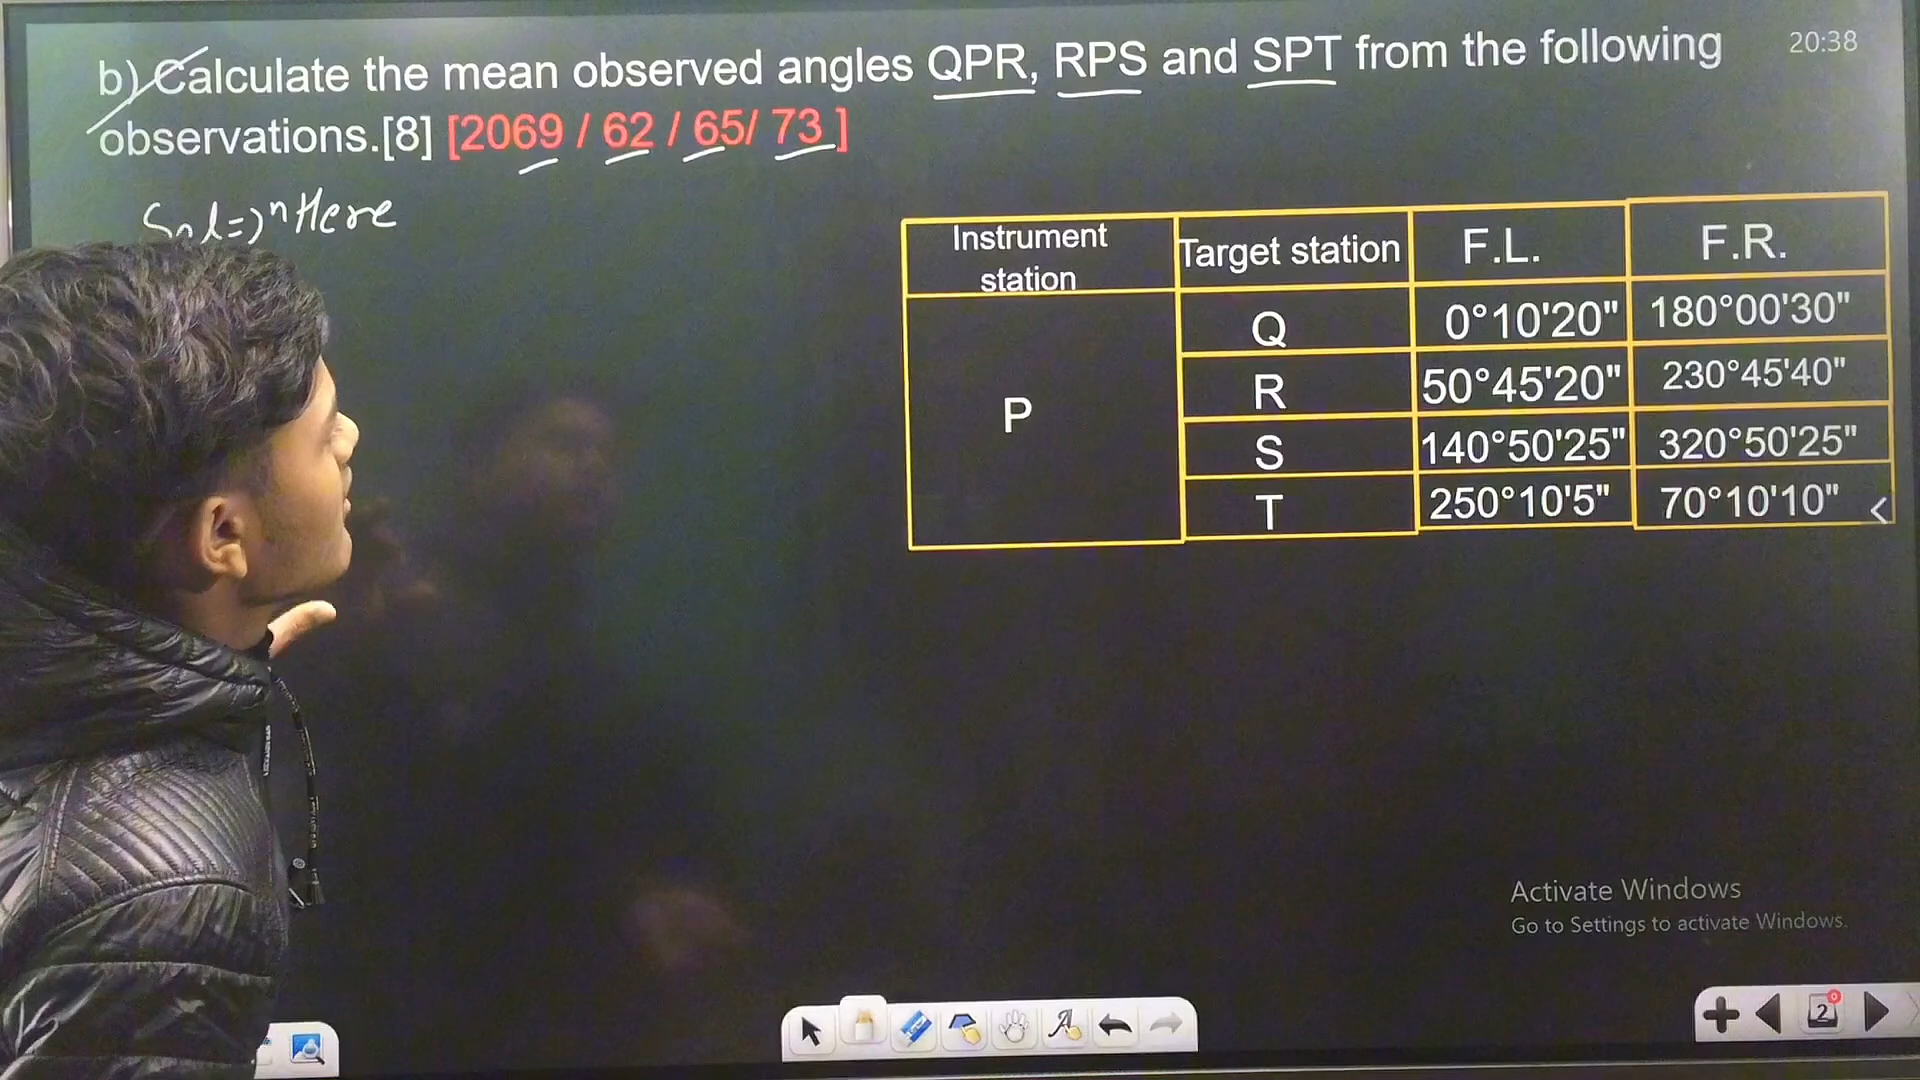 20:38
b) Calculate the mean observed angles QPR, RPS and SPT from the following
observations.[8] [2069 / 62 / 65/ 73 ]
Sol=)ⁿ Here
Instrument station Target station F.L. F.R.
P
Q 0°10'20" 180°00'30"
R 50°45'20" 230°45'40"
S 140°50'25" 320°50'25"
T 250°10'5" 70°10'10"
<
Activate Windows
Go to Settings to activate Windows.
2